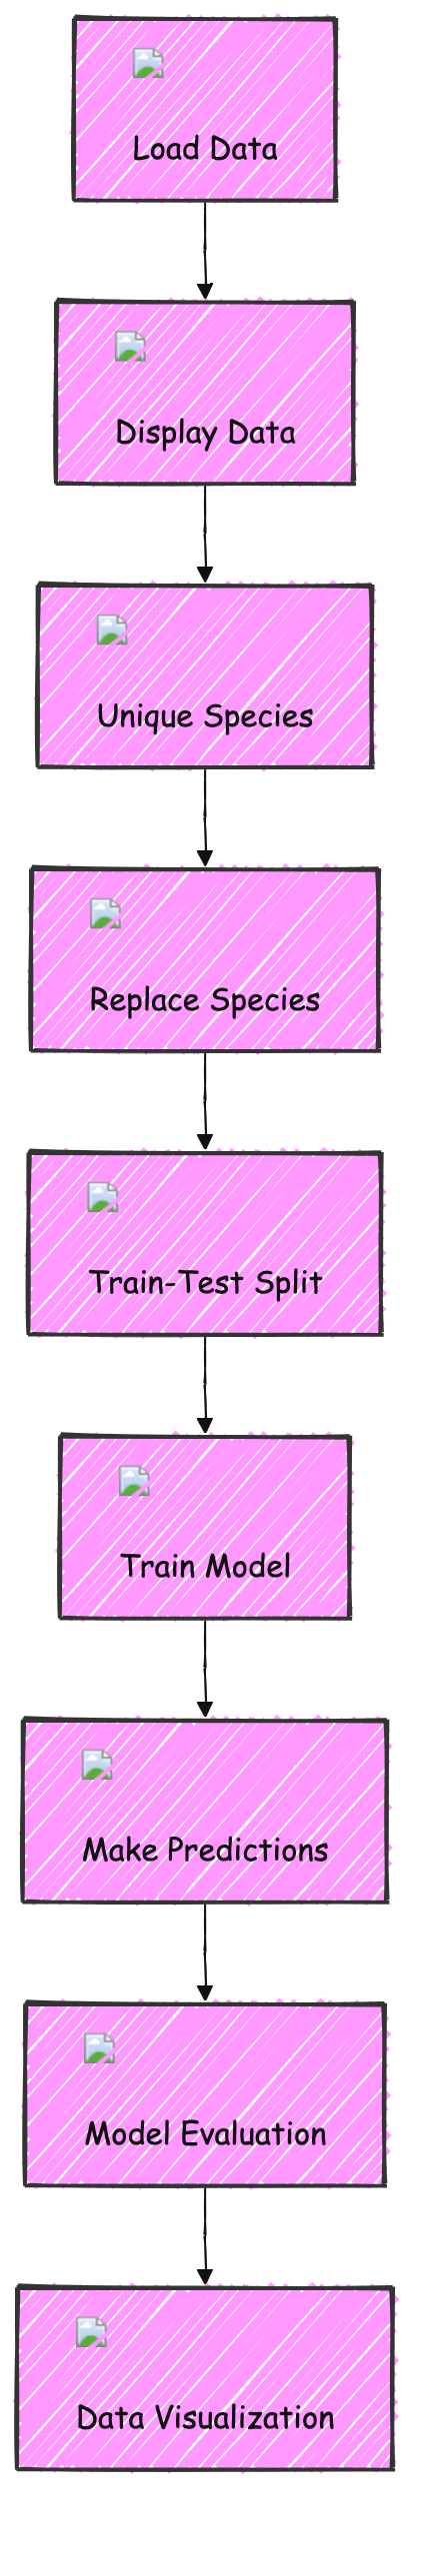 Load Data
Display Data
Unique Species
Replace Species
Train-Test Split
Train Model
Make Predictions
Model Evaluation
Data Visualization